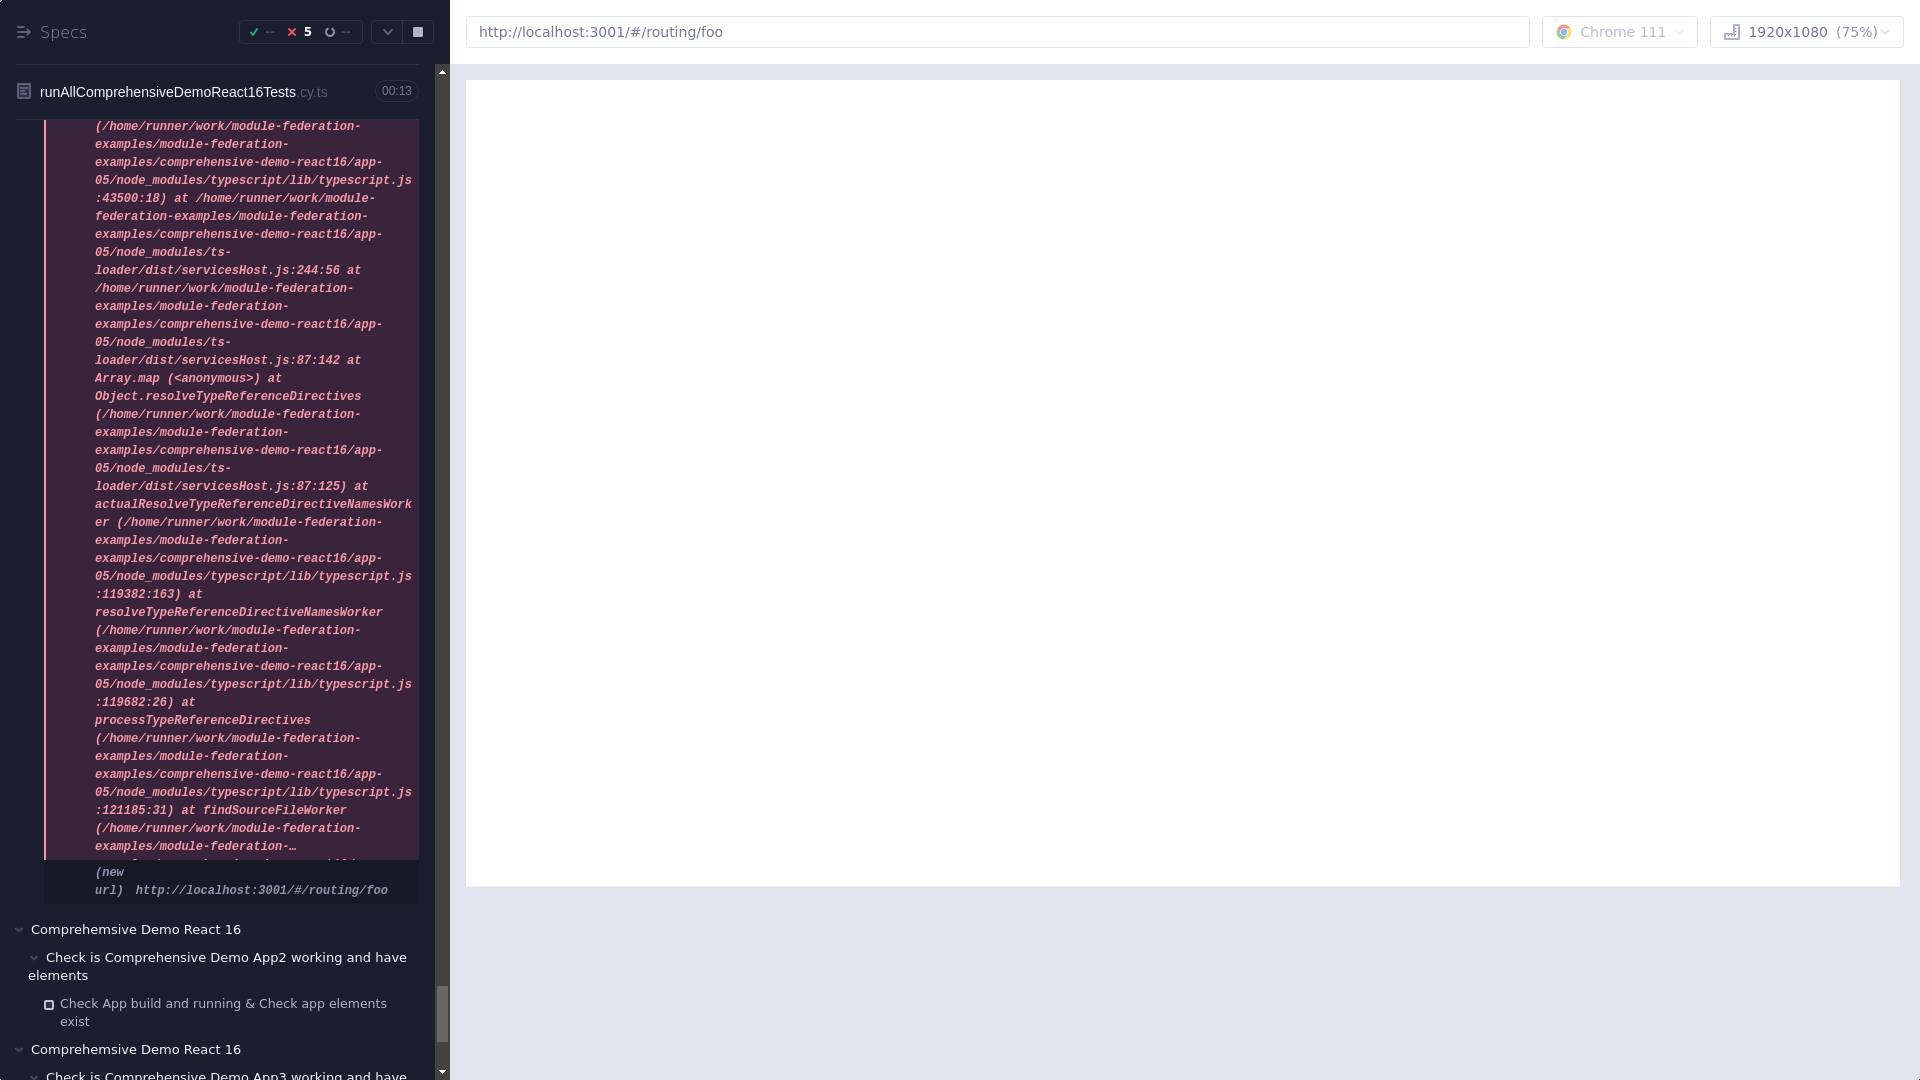 Specs
--
5
--
http://localhost:3001/#/routing/foo
Chrome 111
1920x1080 (75%)
runAllComprehensiveDemoReact16Tests.cy.ts
00:13
(/home/runner/work/module-federation-
examples/module-federation-
examples/comprehensive-demo-react16/app-
05/node_modules/typescript/lib/typescript.js
:43500:18) at /home/runner/work/module-
federation-examples/module-federation-
examples/comprehensive-demo-react16/app-
05/node_modules/ts-
loader/dist/servicesHost.js:244:56 at
/home/runner/work/module-federation-
examples/module-federation-
examples/comprehensive-demo-react16/app-
05/node_modules/ts-
loader/dist/servicesHost.js:87:142 at
Array.map (<anonymous>) at
Object.resolveTypeReferenceDirectives
(/home/runner/work/module-federation-
examples/module-federation-
examples/comprehensive-demo-react16/app-
05/node_modules/ts-
loader/dist/servicesHost.js:87:125) at
actualResolveTypeReferenceDirectiveNamesWork
er (/home/runner/work/module-federation-
examples/module-federation-
examples/comprehensive-demo-react16/app-
05/node_modules/typescript/lib/typescript.js
:119382:163) at
resolveTypeReferenceDirectiveNamesWorker
(/home/runner/work/module-federation-
examples/module-federation-
examples/comprehensive-demo-react16/app-
05/node_modules/typescript/lib/typescript.js
:119682:26) at
processTypeReferenceDirectives
(/home/runner/work/module-federation-
examples/module-federation-
examples/comprehensive-demo-react16/app-
05/node_modules/typescript/lib/typescript.js
:121185:31) at findSourceFileWorker
(/home/runner/work/module-federation-
examples/module-federation-…
(new
url) http://localhost:3001/#/routing/foo
Comprehemsive Demo React 16
Check is Comprehensive Demo App2 working and have
elements
Check App build and running & Check app elements
exist
Comprehemsive Demo React 16
Check is Comprehensive Demo App3 working and have